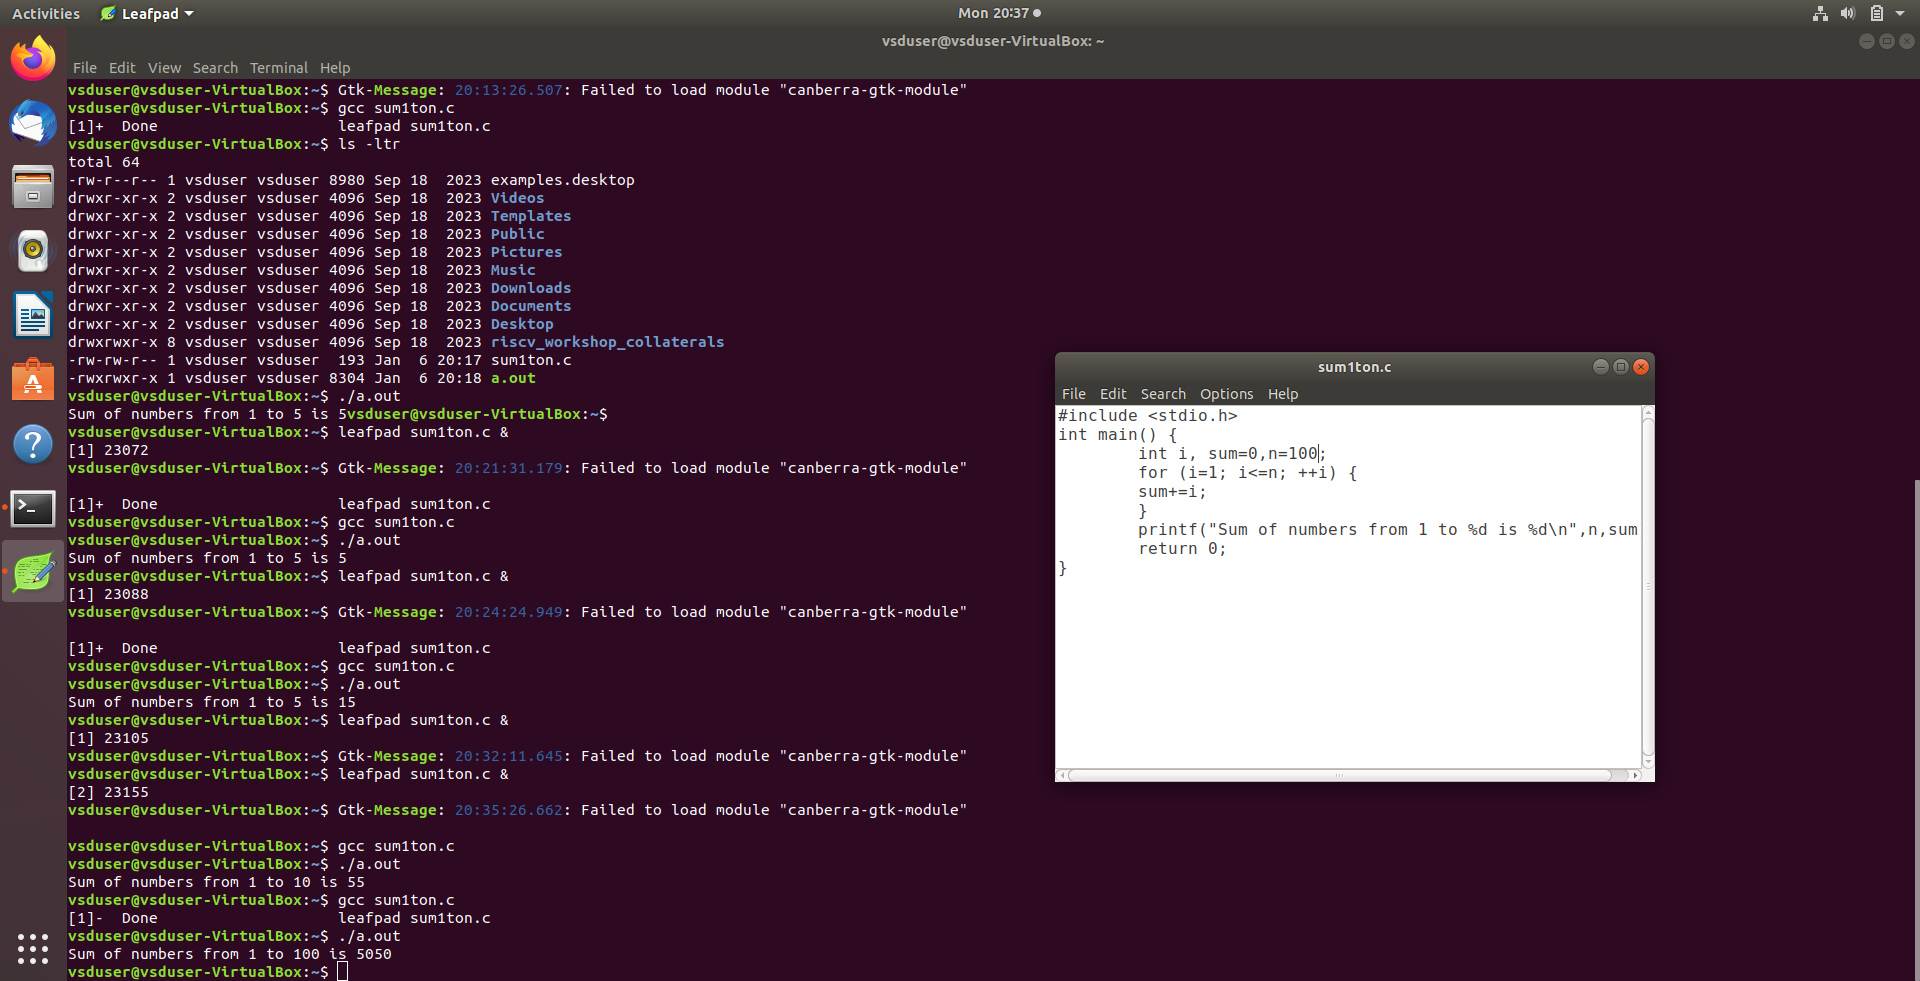 Activities Leafpad Mon 20:37
vsduser@vsduser-VirtualBox: ~
File Edit View Search Terminal Help
vsduser@vsduser-VirtualBox:~$ Gtk-Message: 20:13:26.507: Failed to load module "canberra-gtk-module"
vsduser@vsduser-VirtualBox:~$ gcc sum1ton.c
[1]+  Done                    leafpad sum1ton.c
vsduser@vsduser-VirtualBox:~$ ls -ltr
total 64
-rw-r--r-- 1 vsduser vsduser 8980 Sep 18  2023 examples.desktop
drwxr-xr-x 2 vsduser vsduser 4096 Sep 18  2023 Videos
drwxr-xr-x 2 vsduser vsduser 4096 Sep 18  2023 Templates
drwxr-xr-x 2 vsduser vsduser 4096 Sep 18  2023 Public
drwxr-xr-x 2 vsduser vsduser 4096 Sep 18  2023 Pictures
drwxr-xr-x 2 vsduser vsduser 4096 Sep 18  2023 Music
drwxr-xr-x 2 vsduser vsduser 4096 Sep 18  2023 Downloads
drwxr-xr-x 2 vsduser vsduser 4096 Sep 18  2023 Documents
drwxr-xr-x 2 vsduser vsduser 4096 Sep 18  2023 Desktop
drwxrwxr-x 8 vsduser vsduser 4096 Sep 18  2023 riscv_workshop_collaterals
-rw-rw-r-- 1 vsduser vsduser  193 Jan  6 20:17 sum1ton.c
-rwxrwxr-x 1 vsduser vsduser 8304 Jan  6 20:18 a.out
vsduser@vsduser-VirtualBox:~$ ./a.out
Sum of numbers from 1 to 5 is 5vsduser@vsduser-VirtualBox:~$
vsduser@vsduser-VirtualBox:~$ leafpad sum1ton.c &
[1] 23072
vsduser@vsduser-VirtualBox:~$ Gtk-Message: 20:21:31.179: Failed to load module "canberra-gtk-module"
[1]+  Done                    leafpad sum1ton.c
vsduser@vsduser-VirtualBox:~$ gcc sum1ton.c
vsduser@vsduser-VirtualBox:~$ ./a.out
Sum of numbers from 1 to 5 is 5
vsduser@vsduser-VirtualBox:~$ leafpad sum1ton.c &
[1] 23088
vsduser@vsduser-VirtualBox:~$ Gtk-Message: 20:24:24.949: Failed to load module "canberra-gtk-module"
[1]+  Done                    leafpad sum1ton.c
vsduser@vsduser-VirtualBox:~$ gcc sum1ton.c
vsduser@vsduser-VirtualBox:~$ ./a.out
Sum of numbers from 1 to 5 is 15
vsduser@vsduser-VirtualBox:~$ leafpad sum1ton.c &
[1] 23105
vsduser@vsduser-VirtualBox:~$ Gtk-Message: 20:32:11.645: Failed to load module "canberra-gtk-module"
vsduser@vsduser-VirtualBox:~$ leafpad sum1ton.c &
[2] 23155
vsduser@vsduser-VirtualBox:~$ Gtk-Message: 20:35:26.662: Failed to load module "canberra-gtk-module"
vsduser@vsduser-VirtualBox:~$ gcc sum1ton.c
vsduser@vsduser-VirtualBox:~$ ./a.out
Sum of numbers from 1 to 10 is 55
vsduser@vsduser-VirtualBox:~$ gcc sum1ton.c
[1]-  Done                    leafpad sum1ton.c
vsduser@vsduser-VirtualBox:~$ ./a.out
Sum of numbers from 1 to 100 is 5050
vsduser@vsduser-VirtualBox:~$
sum1ton.c
File Edit Search Options Help
#include <stdio.h>
int main() {
        int i, sum=0,n=100;
        for (i=1; i<=n; ++i) {
        sum+=i;
        }
        printf("Sum of numbers from 1 to %d is %d\n",n,sum
        return 0;
}